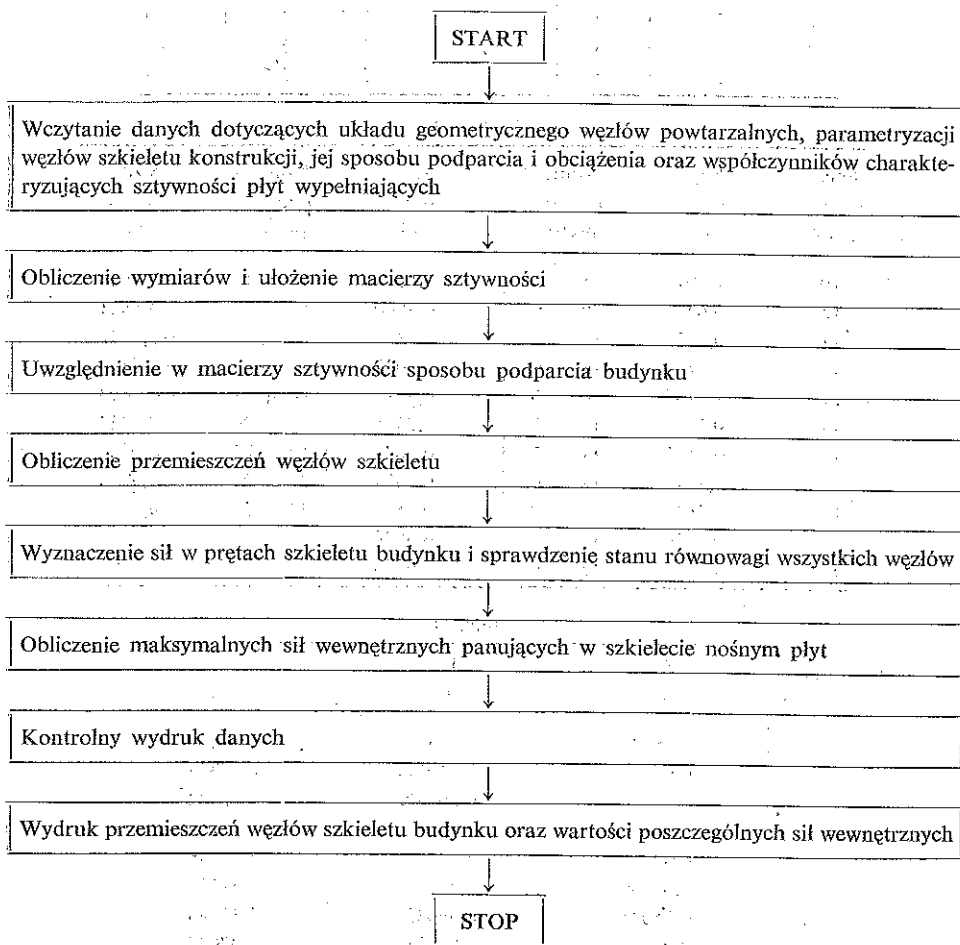 START
Wczytanie danych dotyczących układu geometrycznego węzłów powtarzalnych, parametryzacji
węzłów szkieletu konstrukcji, jej sposobu podparcia i obciążenia oraz współczynników charakte-
ryzujących sztywności płyt wypełniających
Obliczenie wymiarów i ułożenie macierzy sztywności
Uwzględnienie w macierzy sztywności sposobu podparcia budynku
Obliczenie przemieszczeń węzłów szkieletu
Wyznaczenie sił w prętach szkieletu budynku i sprawdzenie stanu równowagi wszystkich węzłów
Obliczenie maksymalnych sił wewnętrznych panujących w szkielecie nośnym płyt
Kontrolny wydruk danych
Wydruk przemieszczeń węzłów szkieletu budynku oraz wartości poszczególnych sił wewnętrznych
STOP